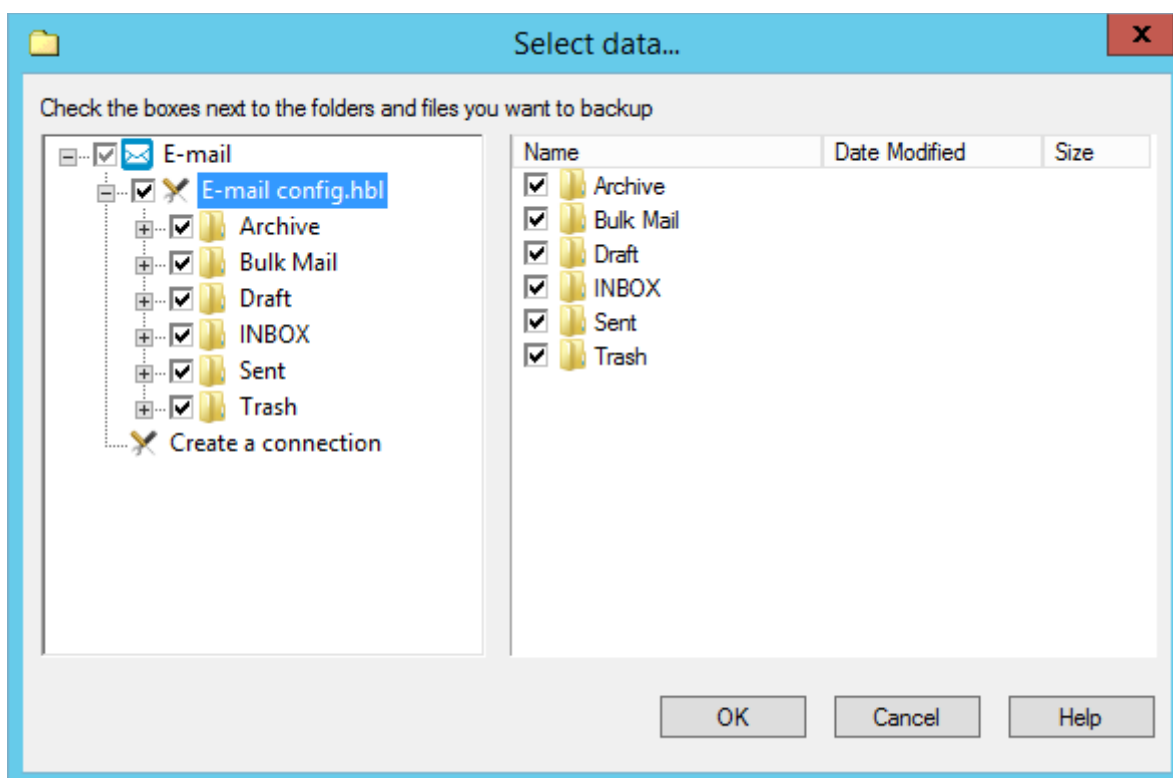 Select data...
x
Check the boxes next to the folders and files you want to backup
E-mail
E-mail config.hbl
Archive
Bulk Mail
Draft
INBOX
Sent
Trash
Create a connection
Name Date Modified Size
Archive
Bulk Mail
Draft
INBOX
Sent
Trash
OK Cancel Help